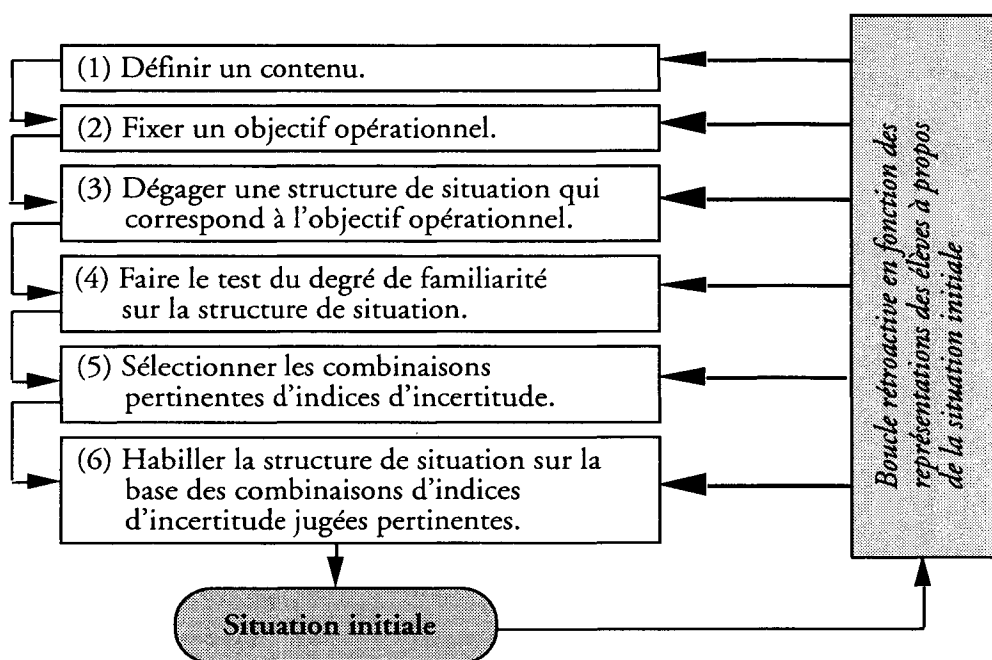 (1) Définir un contenu.
(2) Fixer un objectif opérationnel.
(3) Dégager une structure de situation qui
correspond à l'objectif opérationnel.
(4) Faire le test du degré de familiarité
sur la structure de situation.
(5) Sélectionner les combinaisons
pertinentes d'indices d'incertitude.
(6) Habiller la structure de situation sur la
base des combinaisons d'indices
d'incertitude jugées pertinentes.
Situation initiale
Boucle rétroactive en fonction des
représentations des élèves à propos
de la situation initiale